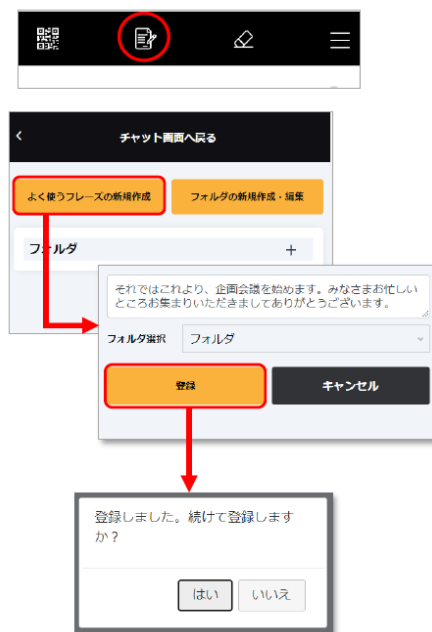 チャット画面へ戻る
よく使うフレーズの新規作成
フォルダの新規作成・編集
フォルダ
それではこれより、企画会議を始めます。みなさまお忙しい
ところお集まりいただきましてありがとうございます。
フォルダ選択
フォルダ
登録
キャンセル
登録しました。続けて登録します
か？
はい
いいえ